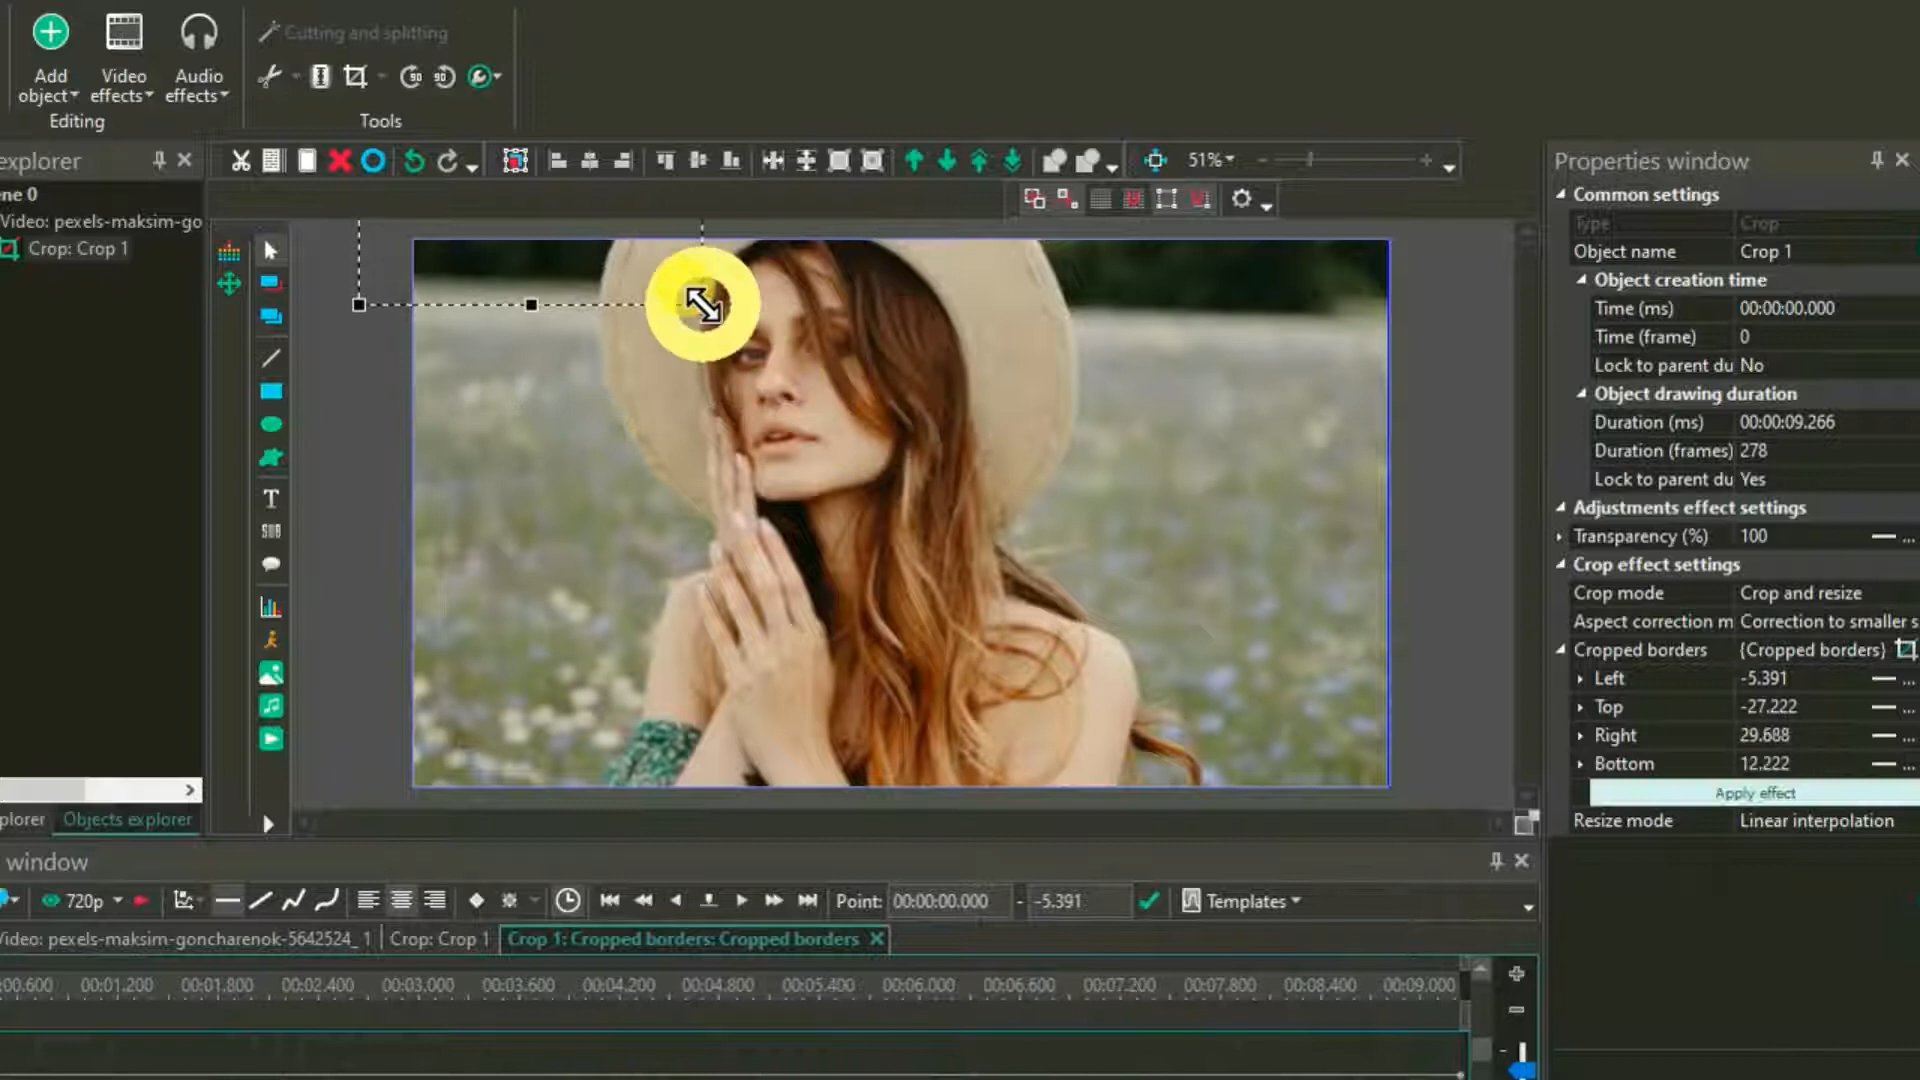 Cutting and splitting
Add object
Video effects
Audio effects
Editing
Tools
explorer
51%
Properties window
ene 0
Video: pexels-maksim-go
Crop: Crop 1
Common settings
Type Crop
Object name Crop 1
Object creation time
Time (ms) 00:00:00.000
Time (frame) 0
Lock to parent du No
Object drawing duration
Duration (ms) 00:00:09.266
Duration (frames) 278
Lock to parent du Yes
Adjustments effect settings
Transparency (%) 100 ...
Crop effect settings
Crop mode Crop and resize
Aspect correction m Correction to smaller s
Cropped borders {Cropped borders}
Left -5.391 ...
Top -27.222 ...
Right 29.688 ...
Bottom 12.222 ...
Apply effect
Resize mode Linear interpolation
T
SUB
plorer Objects explorer
window
720p Point: 00:00:00.000 - -5.391 Templates
Video: pexels-maksim-goncharenok-5642524_1 Crop: Crop 1 Crop 1: Cropped borders: Cropped borders
:00.600 00:01.200 00:01.800 00:02.400 00:03.000 00:03.600 00:04.200 00:04.800 00:05.400 00:06.000 00:06.600 00:07.200 00:07.800 00:08.400 00:09.000